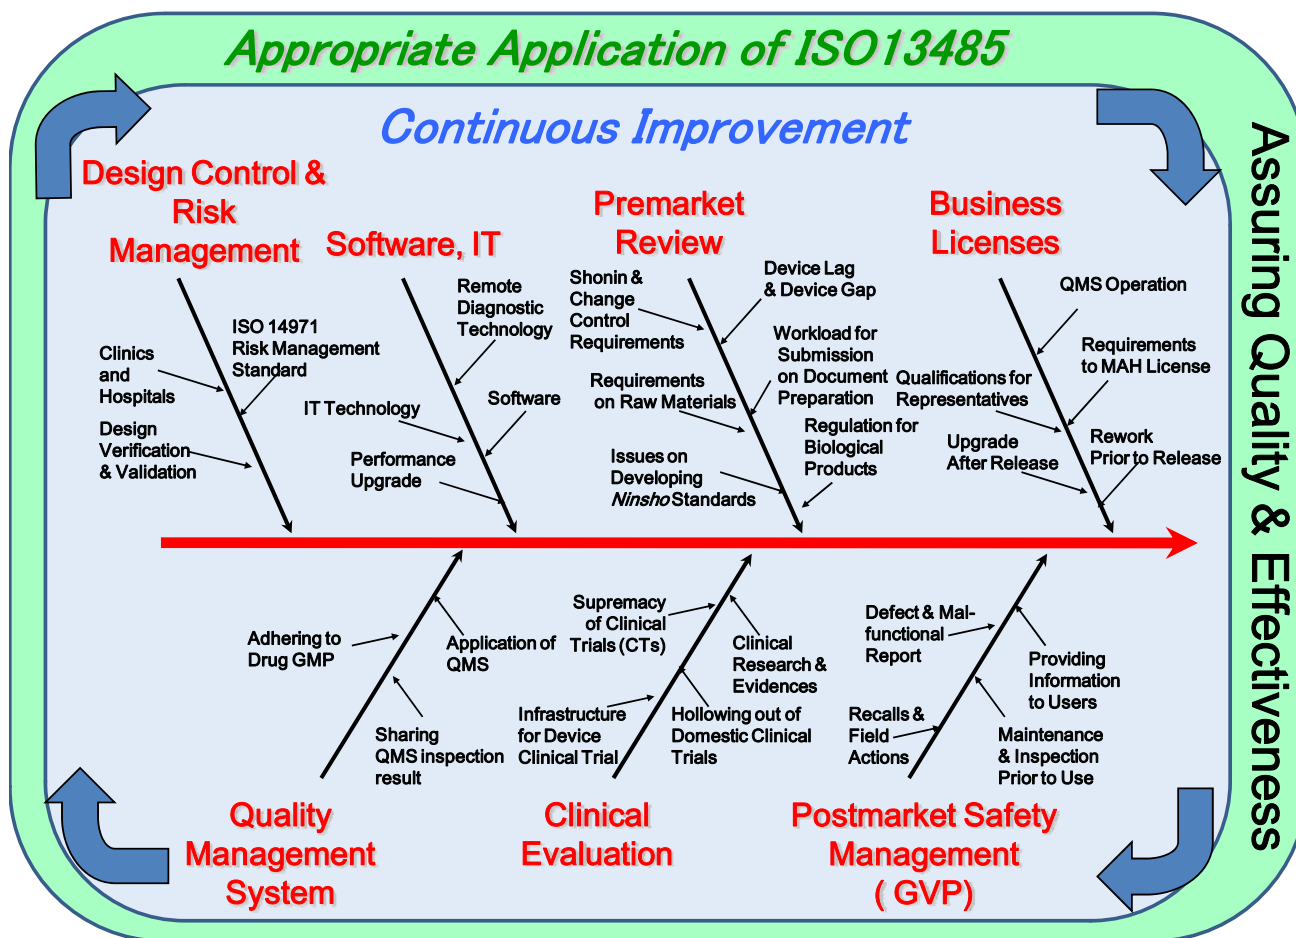 Appropriate Application of ISO13485
Continuous Improvement
Assuring Quality & Effectiveness
Design Control &
Risk
Management
Software, IT
Premarket
Review
Business
Licenses
ISO 14971
Risk Management
Standard
Clinics
and
Hospitals
Design
Verification
& Validation
Remote
Diagnostic
Technology
IT Technology
Software
Performance
Upgrade
Shonin &
Change
Control
Requirements
Device Lag
& Device Gap
Workload for
Submission
on Document
Preparation
Requirements
on Raw Materials
Regulation for
Biological
Products
Issues on
Developing
Ninsho Standards
QMS Operation
Requirements
to MAH License
Qualifications for
Representatives
Upgrade
After Release
Rework
Prior to Release
Adhering to
Drug GMP
Application of
QMS
Sharing
QMS inspection
result
Supremacy
of Clinical
Trials (CTs)
Clinical
Research &
Evidences
Infrastructure
for Device
Clinical Trial
Hollowing out of
Domestic Clinical
Trials
Defect & Mal-
functional
Report
Providing
Information
to Users
Recalls &
Field
Actions
Maintenance
& Inspection
Prior to Use
Quality
Management
System
Clinical
Evaluation
Postmarket Safety
Management
( GVP)